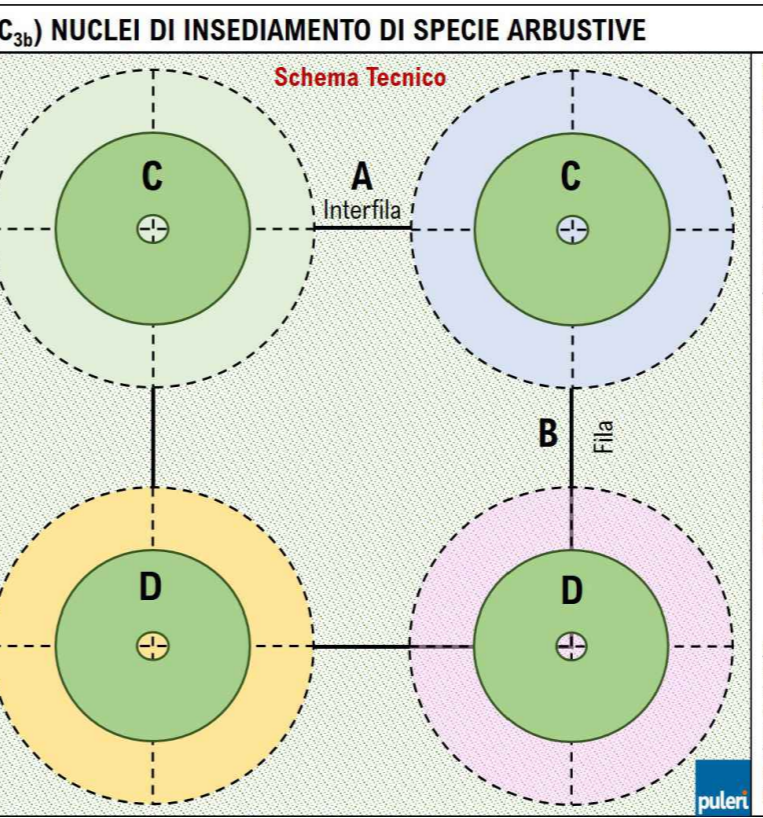 C3b) NUCLEI DI INSEDIAMENTO DI SPECIE ARBUSTIVE
Schema Tecnico
C
A
C
Interfila
B
Fila
D
D
puleri